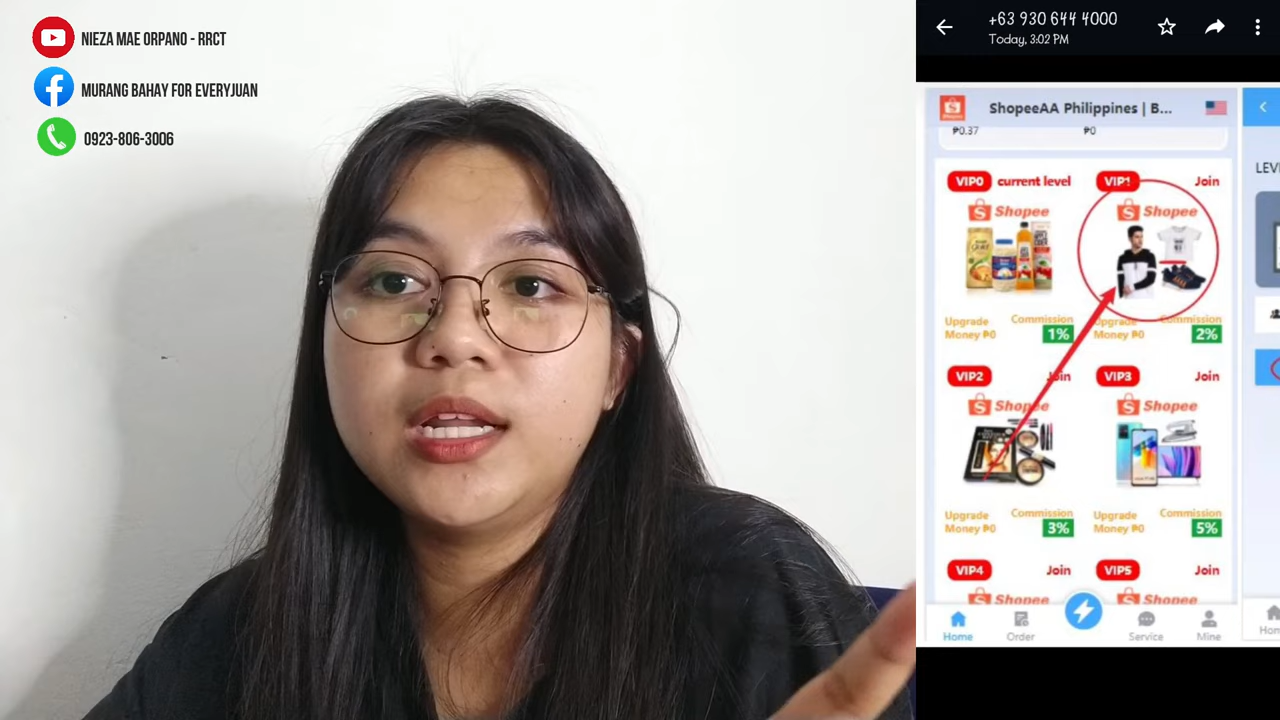 NIEZA MAE ORPANO - RRCT
MURANG BAHAY FOR EVERYJUAN
0923-806-3006
+63 930 644 4000
Today, 3:02 PM
ShopeeAA Philippines | B...
₱0.37 ₱0
VIP0 current level VIP1 Join
Shopee Shopee
Upgrade Money ₱0 Commission 1% Upgrade Money ₱0 Commission 2%
VIP2 Join VIP3 Join
Shopee Shopee
Upgrade Money ₱0 Commission 3% Upgrade Money ₱0 Commission 5%
VIP4 Join VIP5 Join
Shopee Shopee
Home Order Service Mine